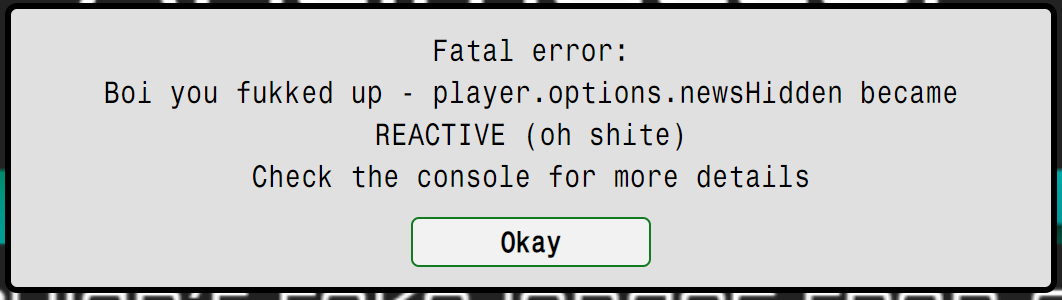 Fatal error:
Boi you fukked up - player.options.newsHidden became
REACTIVE (oh shite)
Check the console for more details
Okay